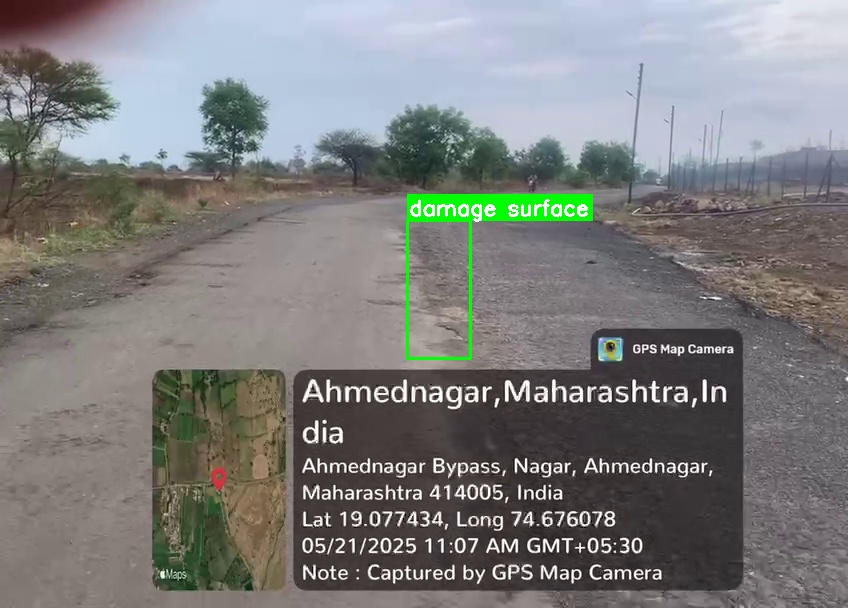 damage surface
GPS Map Camera
Ahmednagar,Maharashtra,In
dia
Ahmednagar Bypass, Nagar, Ahmednagar,
Maharashtra 414005, India
Lat 19.077434, Long 74.676078
05/21/2025 11:07 AM GMT+05:30
Note : Captured by GPS Map Camera
Maps